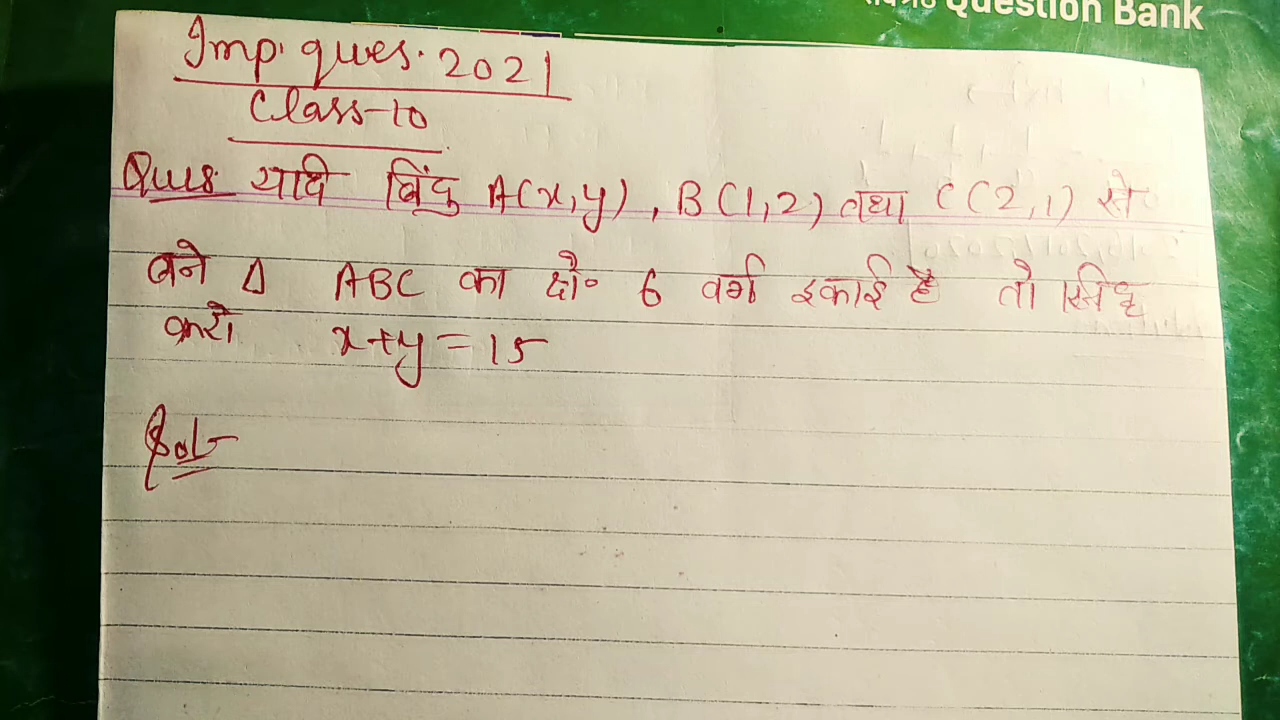 Question Bank
Imp. ques. 2021
Class-10
Ques. यदि बिंदु A(x,y), B(1,2) तथा C(2,1) से
बने Δ ABC का क्षे० 6 वर्ग इकाई है तो सिद्ध
करो x+y=15
Sol-